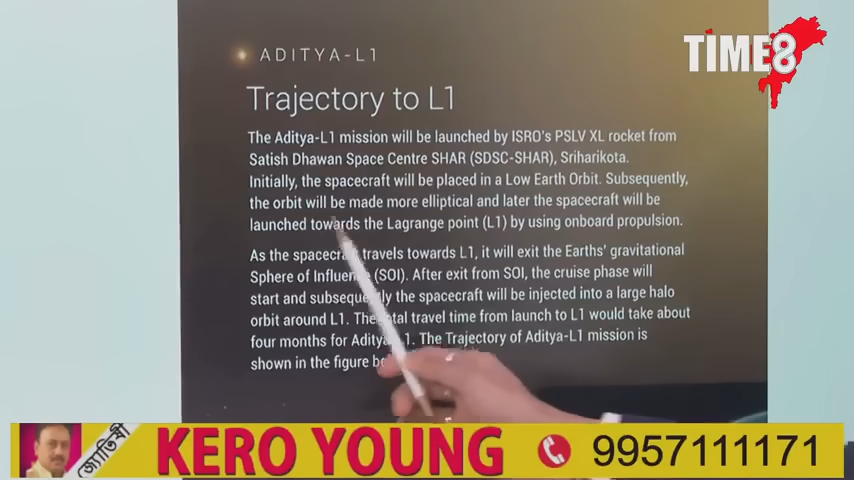 ADITYA-L1
TIME8
Trajectory to L1
The Aditya-L1 mission will be launched by ISRO's PSLV XL rocket from
Satish Dhawan Space Centre SHAR (SDSC-SHAR), Sriharikota.
Initially, the spacecraft will be placed in a Low Earth Orbit. Subsequently,
the orbit will be made more elliptical and later the spacecraft will be
launched towards the Lagrange point (L1) by using onboard propulsion.
As the spacecraft travels towards L1, it will exit the Earths' gravitational
Sphere of Influence (SOI). After exit from SOI, the cruise phase will
start and subsequently the spacecraft will be injected into a large halo
orbit around L1. The total travel time from launch to L1 would take about
four months for Aditya-L1. The Trajectory of Aditya-L1 mission is
shown in the figure
জ্যোতিষী
KERO YOUNG
9957111171